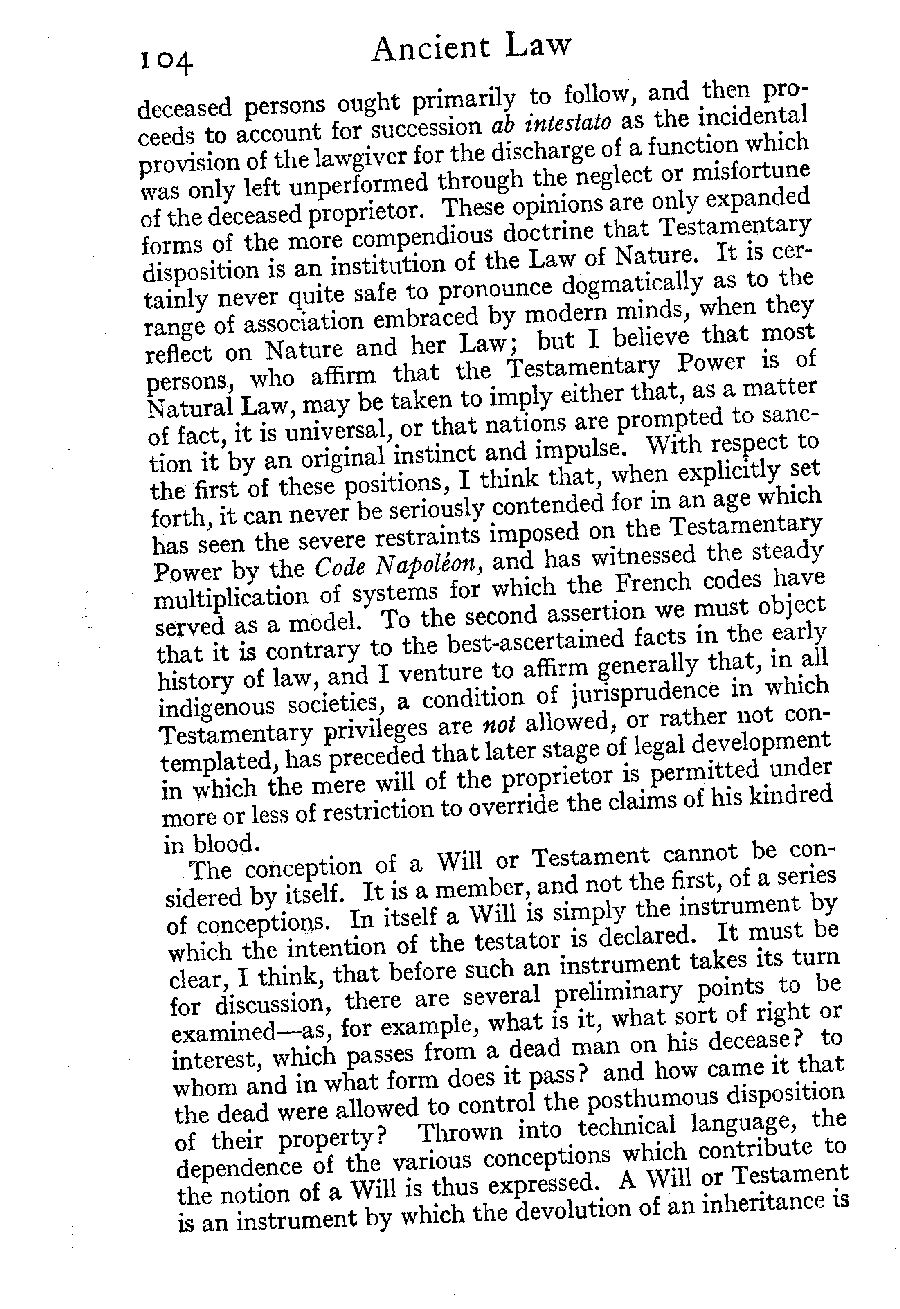 104 Ancient Law
deceased persons ought primarily to follow, and then pro-
ceeds to account for succession ab intestato as the incidental
provision of the lawgiver for the discharge of a function which
was only left unperformed through the neglect or misfortune
of the deceased proprietor. These opinions are only expanded
forms of the more compendious doctrine that Testamentary
disposition is an institution of the Law of Nature. It is cer-
tainly never quite safe to pronounce dogmatically as to the
range of association embraced by modern minds, when they
reflect on Nature and her Law; but I believe that most
persons, who affirm that the Testamentary Power is of
Natural Law, may be taken to imply either that, as a matter
of fact, it is universal, or that nations are prompted to sanc-
tion it by an original instinct and impulse. With respect to
the first of these positions, I think that, when explicitly set
forth, it can never be seriously contended for in an age which
has seen the severe restraints imposed on the Testamentary
Power by the Code Napoléon, and has witnessed the steady
multiplication of systems for which the French codes have
served as a model. To the second assertion we must object
that it is contrary to the best-ascertained facts in the early
history of law, and I venture to affirm generally that, in all
indigenous societies, a condition of jurisprudence in which
Testamentary privileges are not allowed, or rather not con-
templated, has preceded that later stage of legal development
in which the mere will of the proprietor is permitted under
more or less of restriction to override the claims of his kindred
in blood.
The conception of a Will or Testament cannot be con-
sidered by itself. It is a member, and not the first, of a series
of conceptions. In itself a Will is simply the instrument by
which the intention of the testator is declared. It must be
clear, I think, that before such an instrument takes its turn
for discussion, there are several preliminary points to be
examined—as, for example, what is it, what sort of right or
interest, which passes from a dead man on his decease? to
whom and in what form does it pass? and how came it that
the dead were allowed to control the posthumous disposition
of their property? Thrown into technical language, the
dependence of the various conceptions which contribute to
the notion of a Will is thus expressed. A Will or Testament
is an instrument by which the devolution of an inheritance is